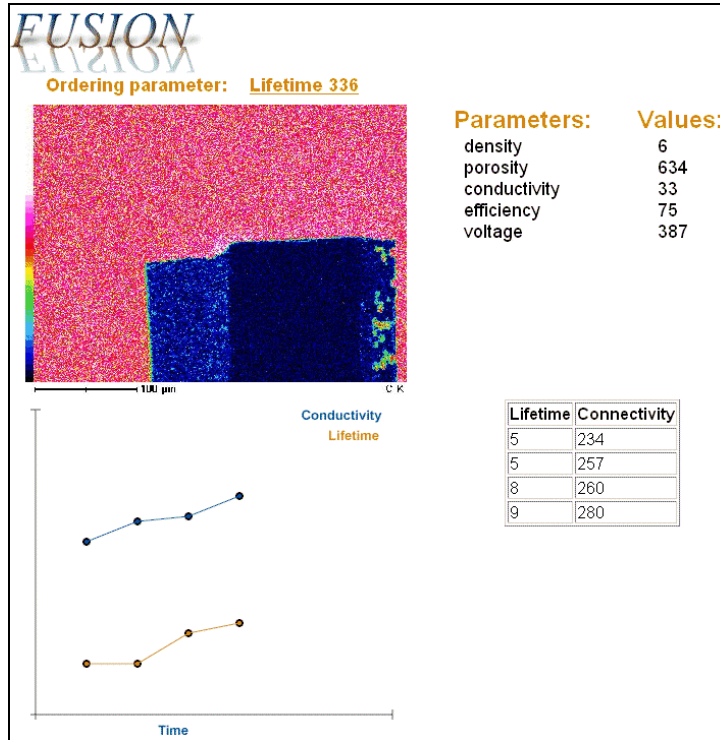 FUSION
Ordering parameter: Lifetime 336
Parameters: Values:
density 6
porosity 634
conductivity 33
efficiency 75
voltage 387
100 μm
C K
Conductivity
Lifetime
Time
Lifetime Connectivity
5 234
5 257
8 260
9 280